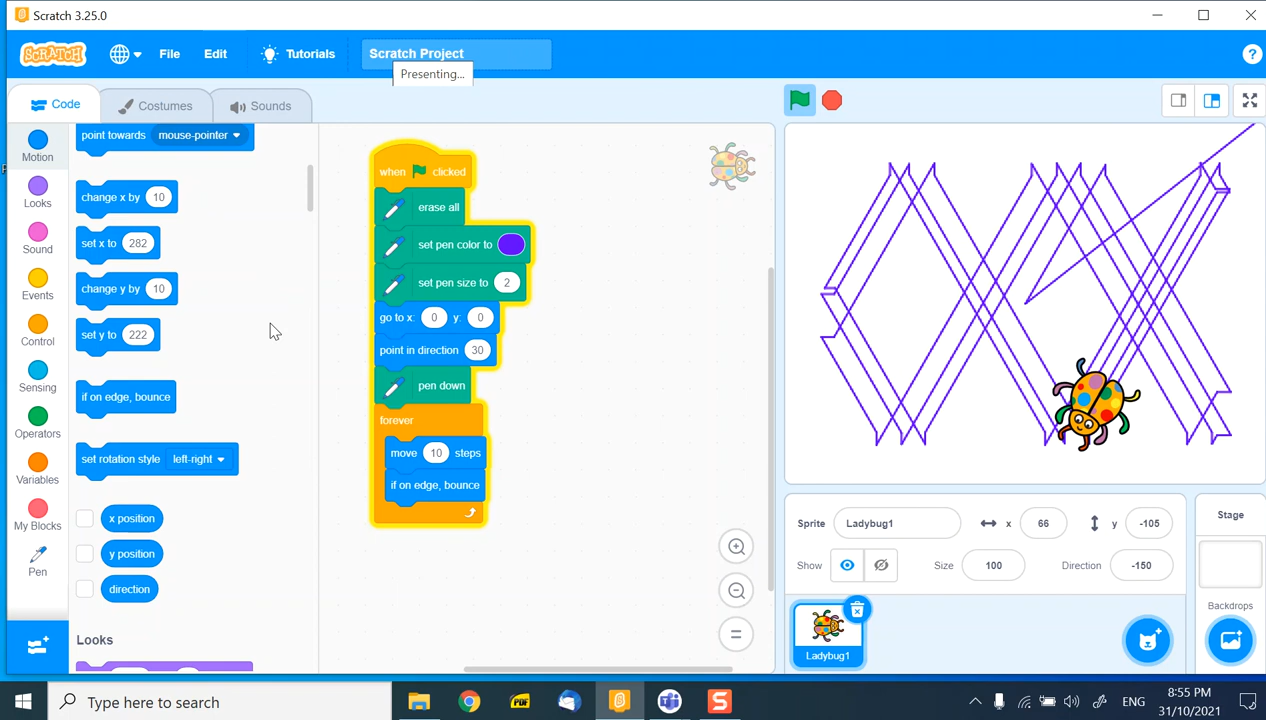 Scratch 3.25.0
SCRATCH File Edit Tutorials Scratch Project
Presenting...
Code Costumes Sounds
Motion
Looks
Sound
Events
Control
Sensing
Operators
Variables
My Blocks
Pen
point towards mouse-pointer
change x by 10
set x to 282
change y by 10
set y to 222
if on edge, bounce
set rotation style left-right
x position
y position
direction
Looks
when clicked
erase all
set pen color to
set pen size to 2
go to x: 0 y: 0
point in direction 30
pen down
forever
move 10 steps
if on edge, bounce
Sprite Ladybug1 x 66 y -105
Show Size 100 Direction -150
Ladybug1
Stage
Backdrops
Type here to search
PDF
S
ENG
8:55 PM
31/10/2021